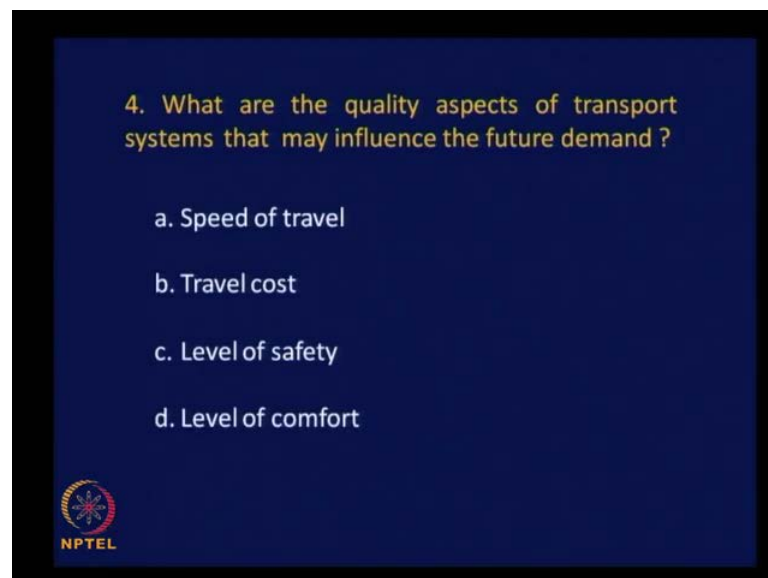 4. What are the quality aspects of transport
systems that may influence the future demand ?
a. Speed of travel
b. Travel cost
c. Level of safety
d. Level of comfort
NPTEL